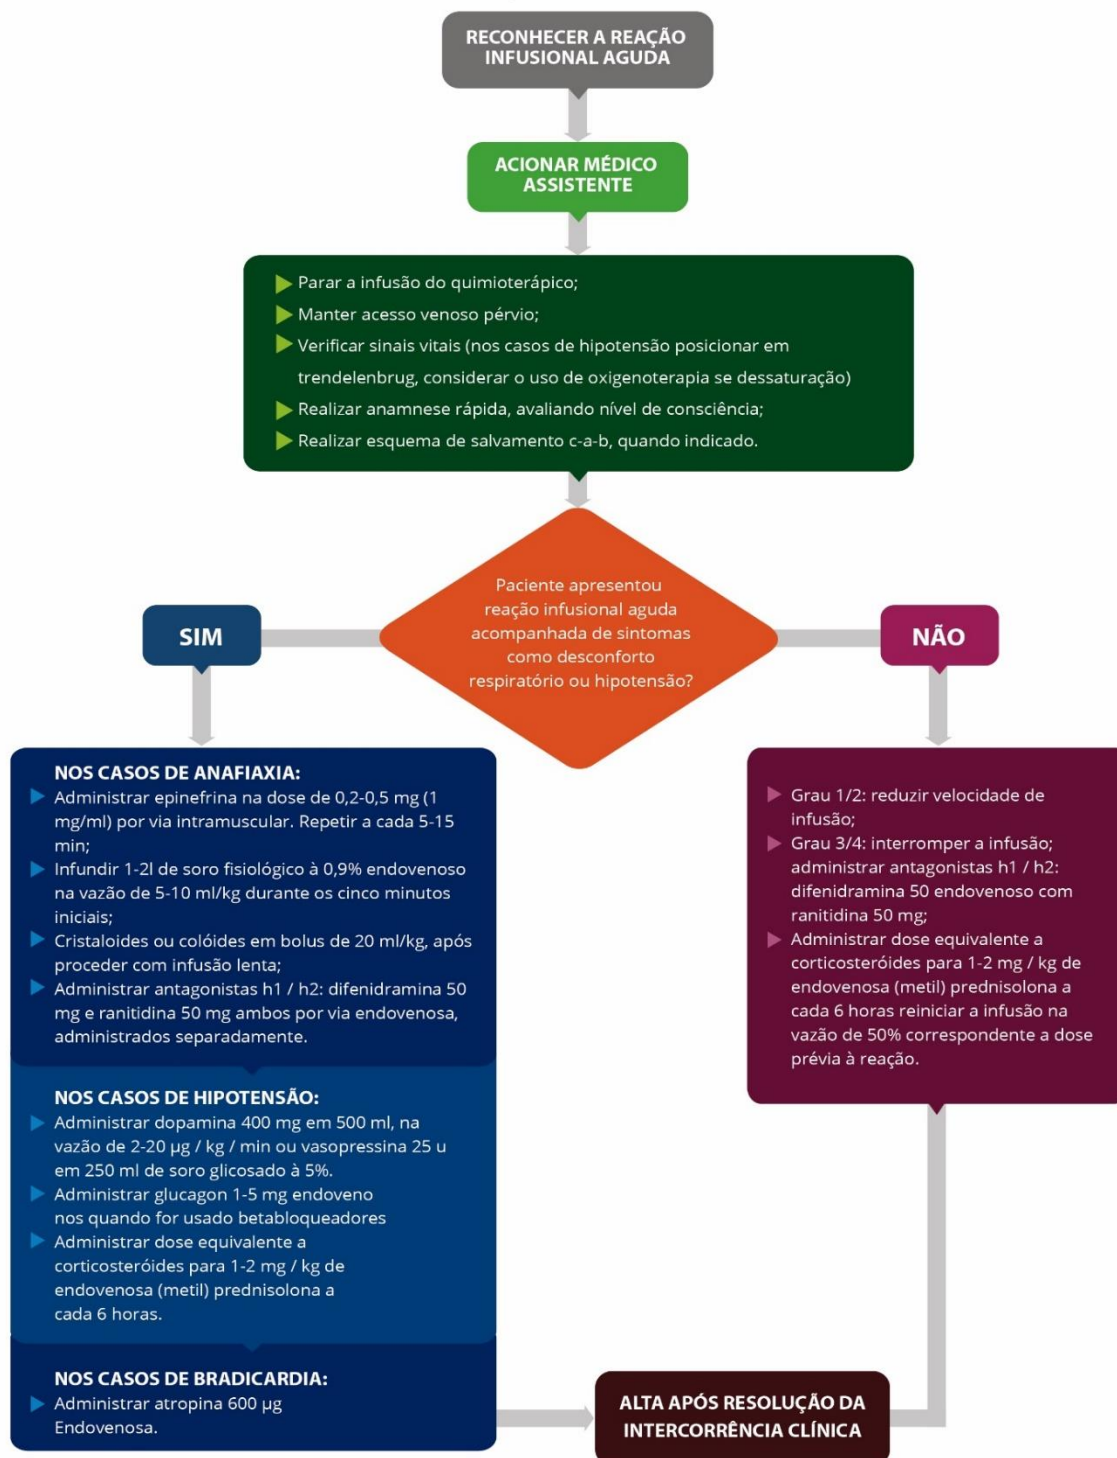 RECONHECER A REAÇÃO
INFUSIONAL AGUDA
ACIONAR MÉDICO
ASSISTENTE
Parar a infusão do quimioterápico;
Manter acesso venoso pérvio;
Verificar sinais vitais (nos casos de hipotensão posicionar em
trendelenbrug, considerar o uso de oxigenoterapia se dessaturação)
Realizar anamnese rápida, avaliando nível de consciência;
Realizar esquema de salvamento c-a-b, quando indicado.
Paciente apresentou
reação infusional aguda
acompanhada de sintomas
como desconforto
respiratório ou hipotensão?
SIM
NÃO
NOS CASOS DE ANAFIAXIA:
Administrar epinefrina na dose de 0,2-0,5 mg (1
mg/ml) por via intramuscular. Repetir a cada 5-15
min;
Infundir 1-2l de soro fisiológico à 0,9% endovenoso
na vazão de 5-10 ml/kg durante os cinco minutos
iniciais;
Cristaloides ou colóides em bolus de 20 ml/kg, após
proceder com infusão lenta;
Administrar antagonistas h1 / h2: difenidramina 50
mg e ranitidina 50 mg ambos por via endovenosa,
administrados separadamente.
NOS CASOS DE HIPOTENSÃO:
Administrar dopamina 400 mg em 500 ml, na
vazão de 2-20 µg / kg / min ou vasopressina 25 u
em 250 ml de soro glicosado à 5%.
Administrar glucagon 1-5 mg endoveno
nos quando for usado betabloqueadores
Administrar dose equivalente a
corticosteróides para 1-2 mg / kg de
endovenosa (metil) prednisolona a
cada 6 horas.
NOS CASOS DE BRADICARDIA:
Administrar atropina 600 µg
Endovenosa.
Grau 1/2: reduzir velocidade de
infusão;
Grau 3/4: interromper a infusão;
administrar antagonistas h1 / h2:
difenidramina 50 endovenoso com
ranitidina 50 mg;
Administrar dose equivalente a
corticosteróides para 1-2 mg / kg de
endovenosa (metil) prednisolona a
cada 6 horas reiniciar a infusão na
vazão de 50% correspondente a dose
prévia à reação.
ALTA APÓS RESOLUÇÃO DA
INTERCORRÊNCIA CLÍNICA